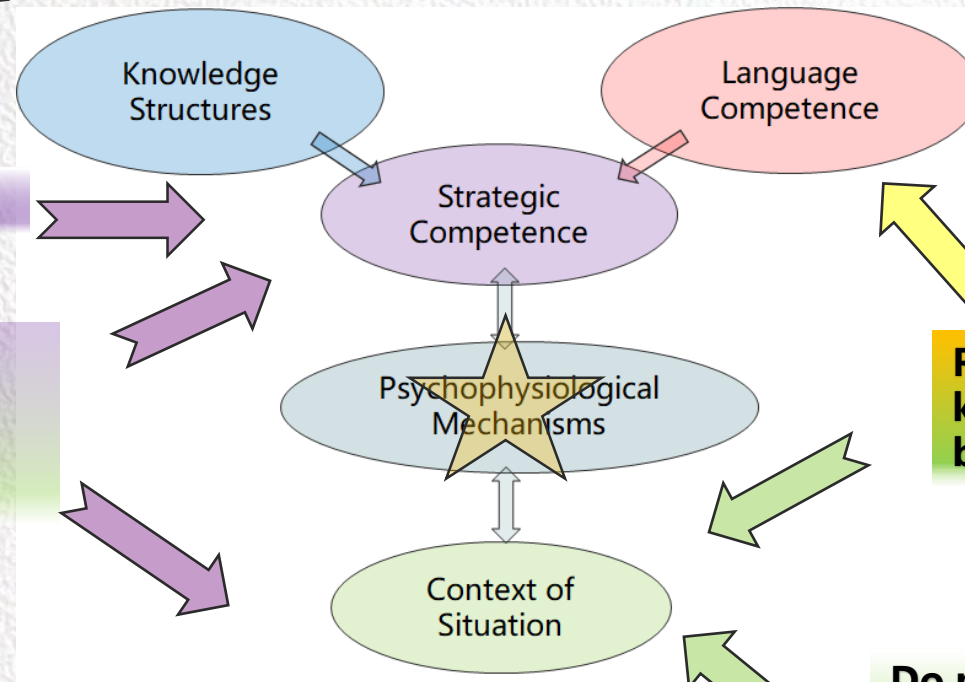 Knowledge
Structures
Language
Competence
Strategic
Competence
Psychophysiological
Mechanisms
Context of
Situation